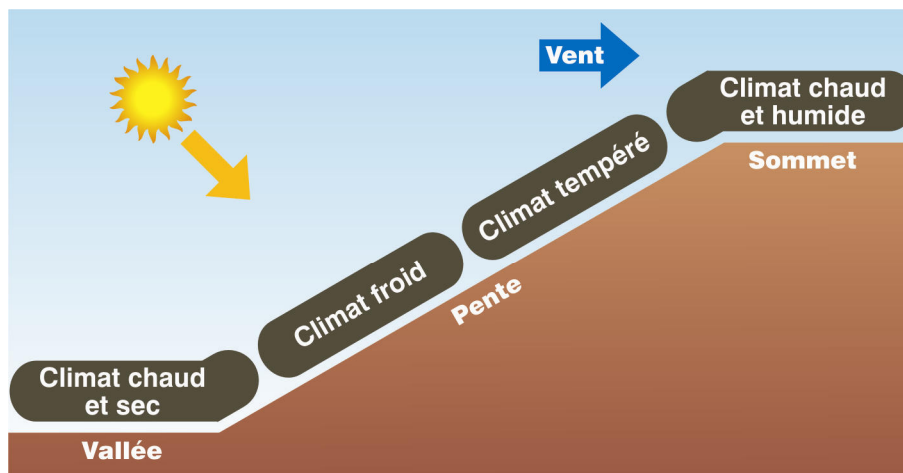 Vent
Climat chaud
et humide
Sommet
Climat tempéré
Pente
Climat froid
Climat chaud
et sec
Vallée